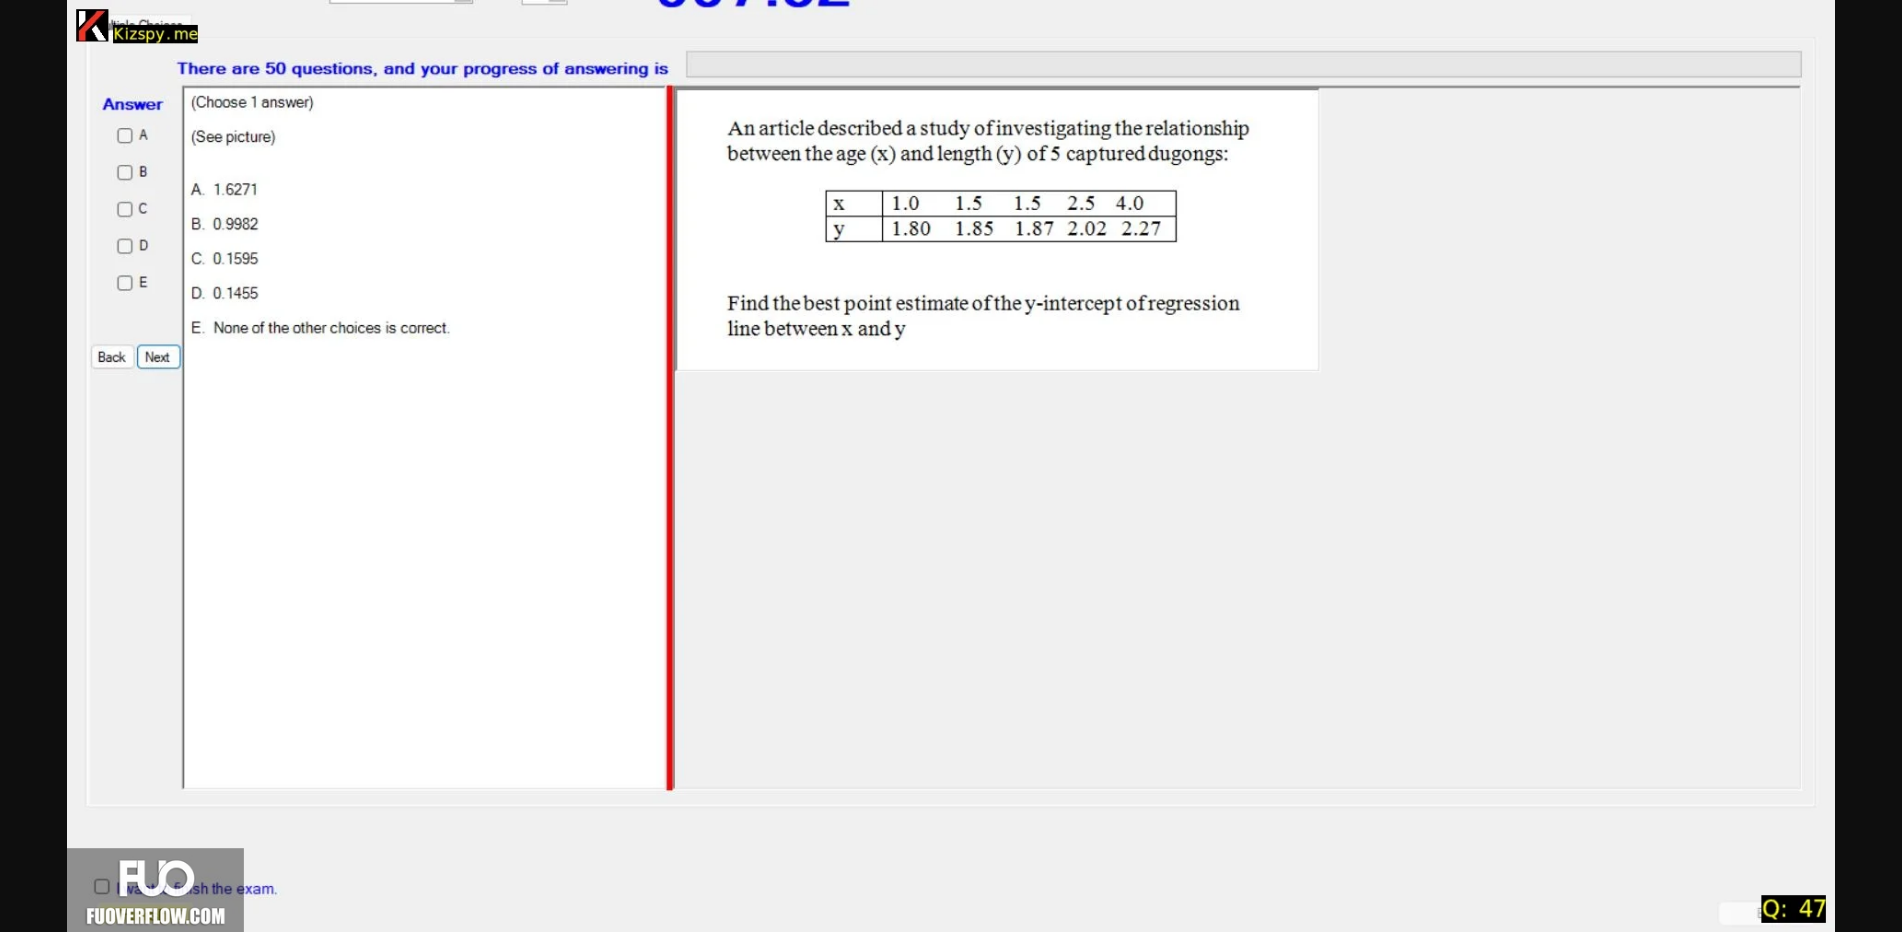 Kizspy.me
There are 50 questions, and your progress of answering is
Answer
A
B
C
D
E
Back Next
(Choose 1 answer)
(See picture)
A. 1.6271
B. 0.9982
C. 0.1595
D. 0.1455
E. None of the other choices is correct.
An article described a study of investigating the relationship
between the age (x) and length (y) of 5 captured dugongs:
x 1.0 1.5 1.5 2.5 4.0
y 1.80 1.85 1.87 2.02 2.27
Find the best point estimate of the y-intercept of regression
line between x and y
FUO
the exam.
FUOVERFLOW.COM
Q: 47